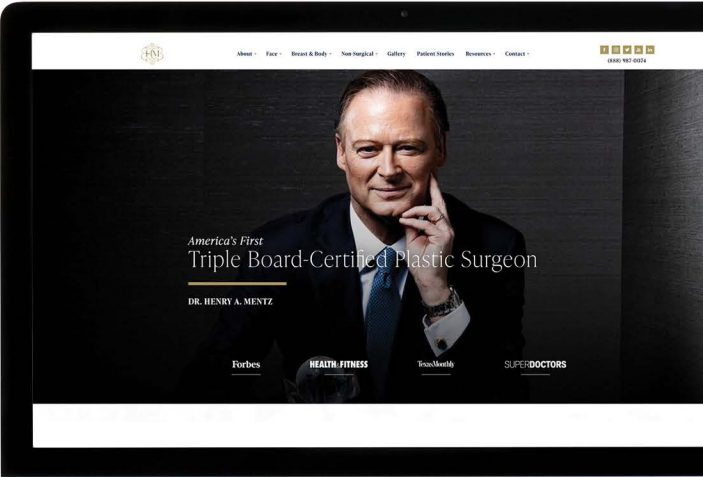 HM
About
Face
Breast & Body
Non-Surgical
Gallery
Patient Stories
Resources
Contact
(888) 987-0074
America's First
Triple Board-Certified Plastic Surgeon
DR. HENRY A. MENTZ
Forbes
HEALTH&FITNESS
TexasMonthly
SUPERDOCTORS